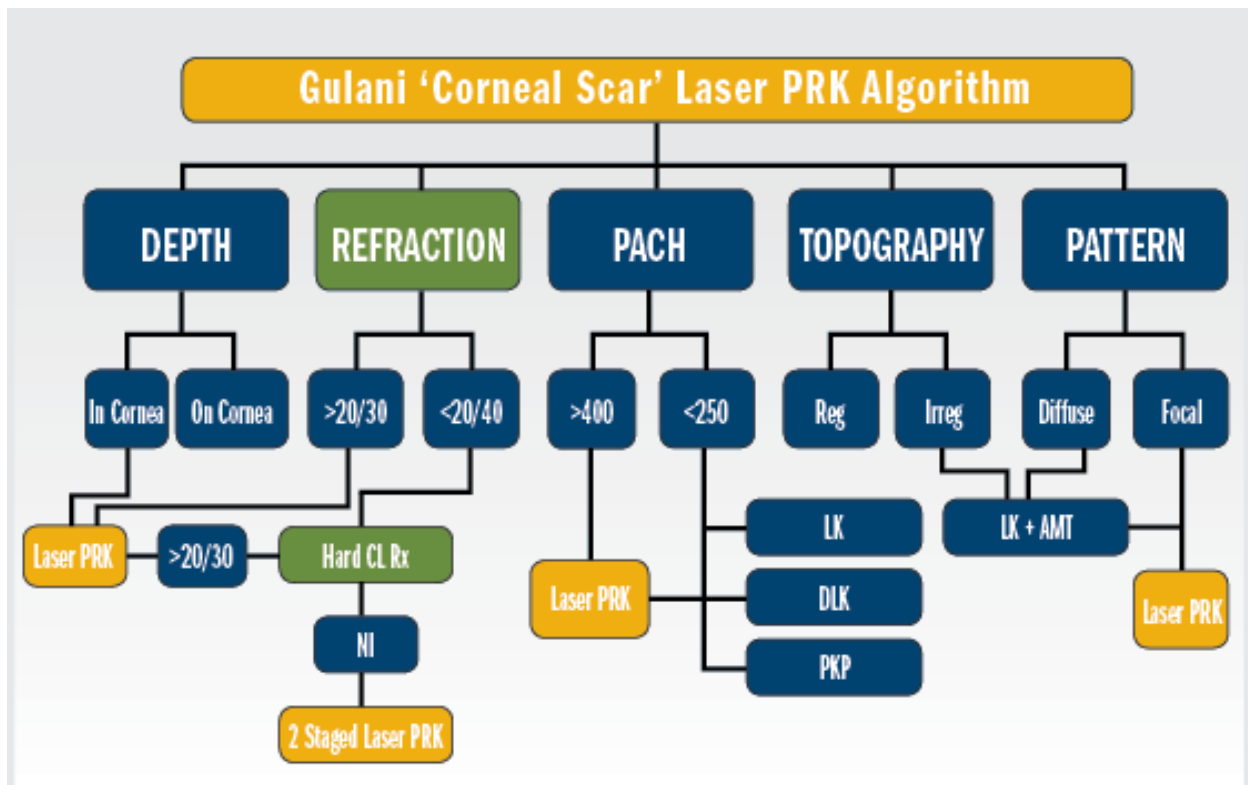 Gulani ‘Corneal Scar’ Laser PRK Algorithm
DEPTH
REFRACTION
PACH
TOPOGRAPHY
PATTERN
In Cornea
On Cornea
>20/30
<20/40
>400
<250
Reg
Irreg
Diffuse
Focal
Laser PRK
>20/30
Hard CL Rx
NI
2 Staged Laser PRK
Laser PRK
LK
DLK
PKP
LK + AMT
Laser PRK